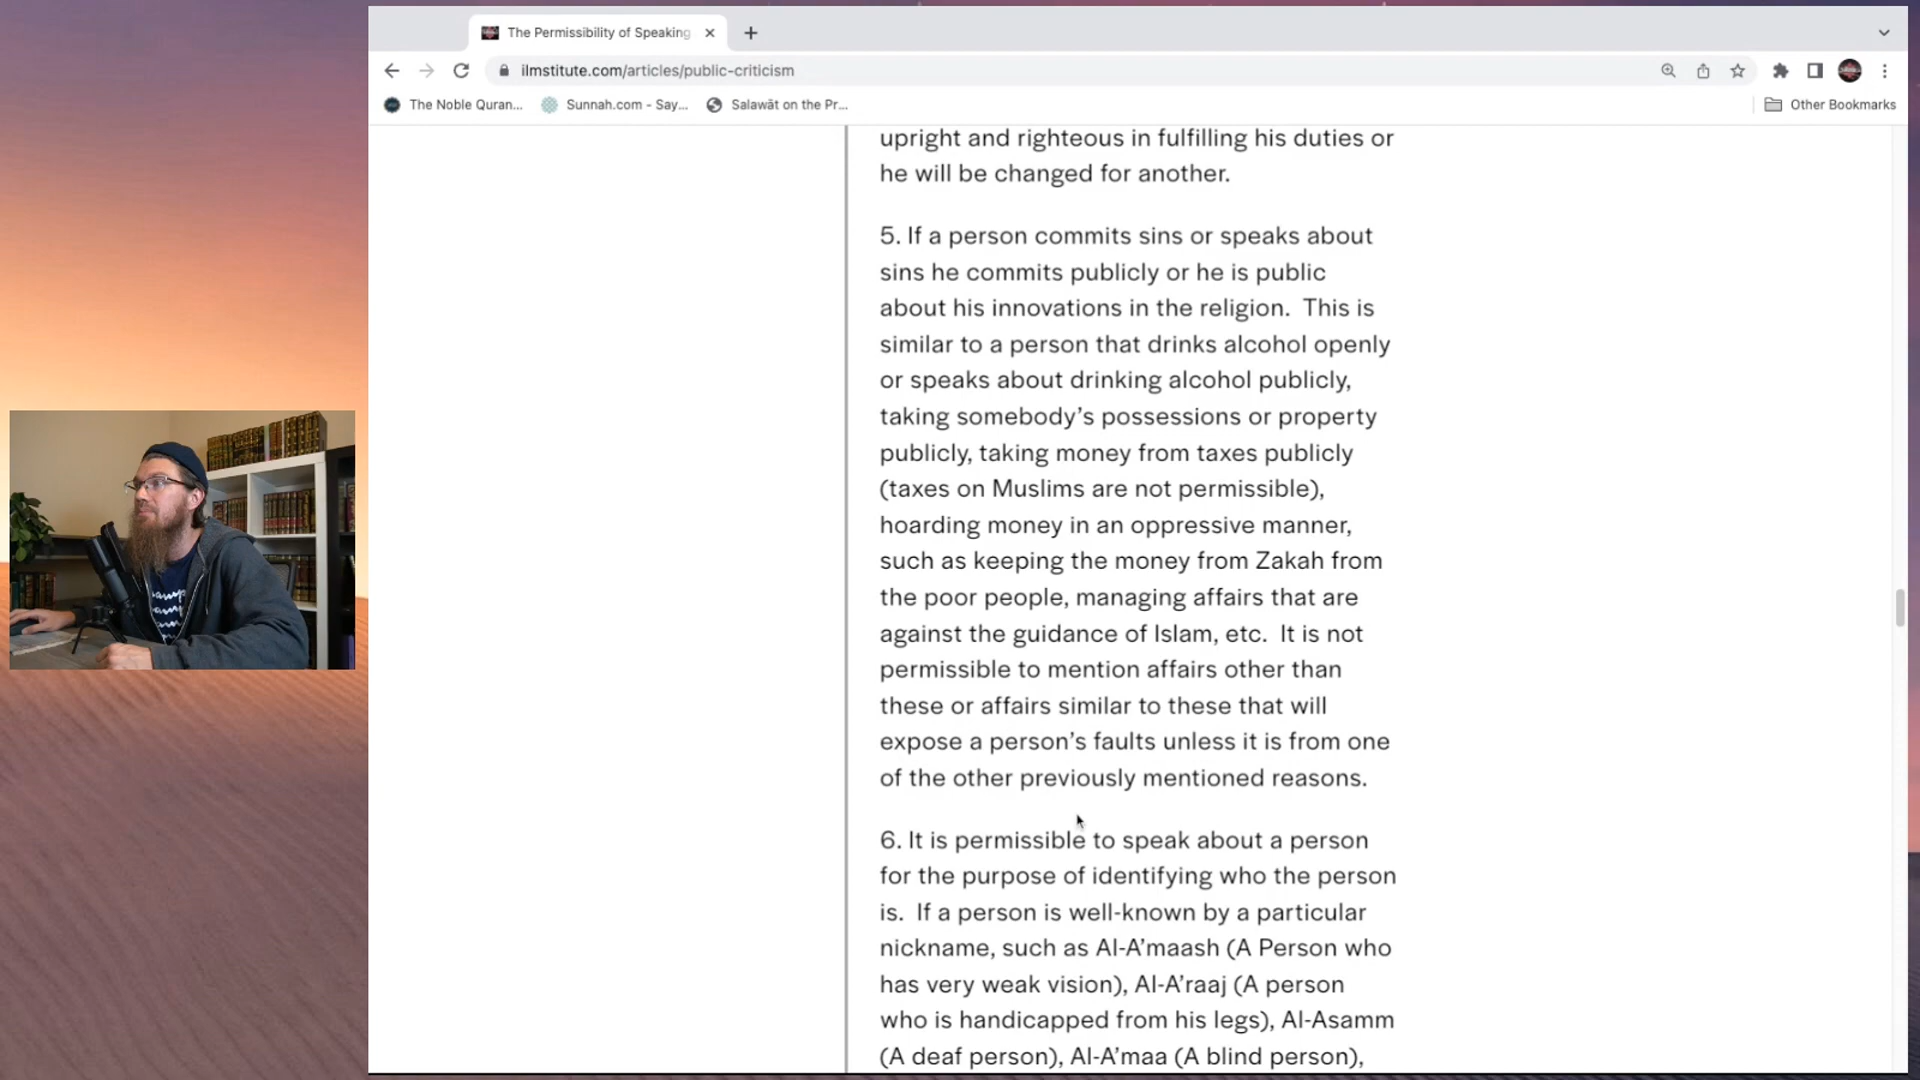 The Permissibility of Speaking
ilmstitute.com/articles/public-criticism
The Noble Quran...
Sunnah.com - Say...
Salawāt on the Pr...
Other Bookmarks
upright and righteous in fulfilling his duties or
he will be changed for another.
5. If a person commits sins or speaks about
sins he commits publicly or he is public
about his innovations in the religion.  This is
similar to a person that drinks alcohol openly
or speaks about drinking alcohol publicly,
taking somebody's possessions or property
publicly, taking money from taxes publicly
(taxes on Muslims are not permissible),
hoarding money in an oppressive manner,
such as keeping the money from Zakah from
the poor people, managing affairs that are
against the guidance of Islam, etc.  It is not
permissible to mention affairs other than
these or affairs similar to these that will
expose a person's faults unless it is from one
of the other previously mentioned reasons.
6. It is permissible to speak about a person
for the purpose of identifying who the person
is.  If a person is well-known by a particular
nickname, such as Al-A'maash (A Person who
has very weak vision), Al-A'raaj (A person
who is handicapped from his legs), Al-Asamm
(A deaf person), Al-A'maa (A blind person),